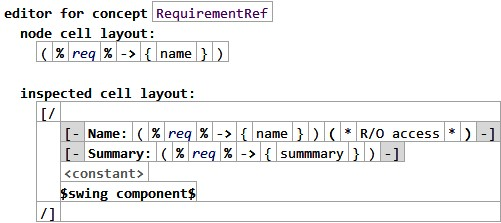 editor for concept RequirementRef
node cell layout:
( % req % -> { name } )
inspected cell layout:
[/
[- Name: ( % req % -> { name } ) ( * R/O access * ) -]
[- Summary: ( % req % -> { summmary } ) -]
<constant>
$swing component$
/]